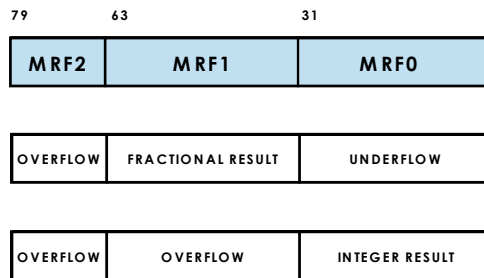 79 63 31
MRF2 MRF1 MRF0
OVERFLOW FRACTIONAL RESULT UNDERFLOW
OVERFLOW OVERFLOW INTEGER RESULT